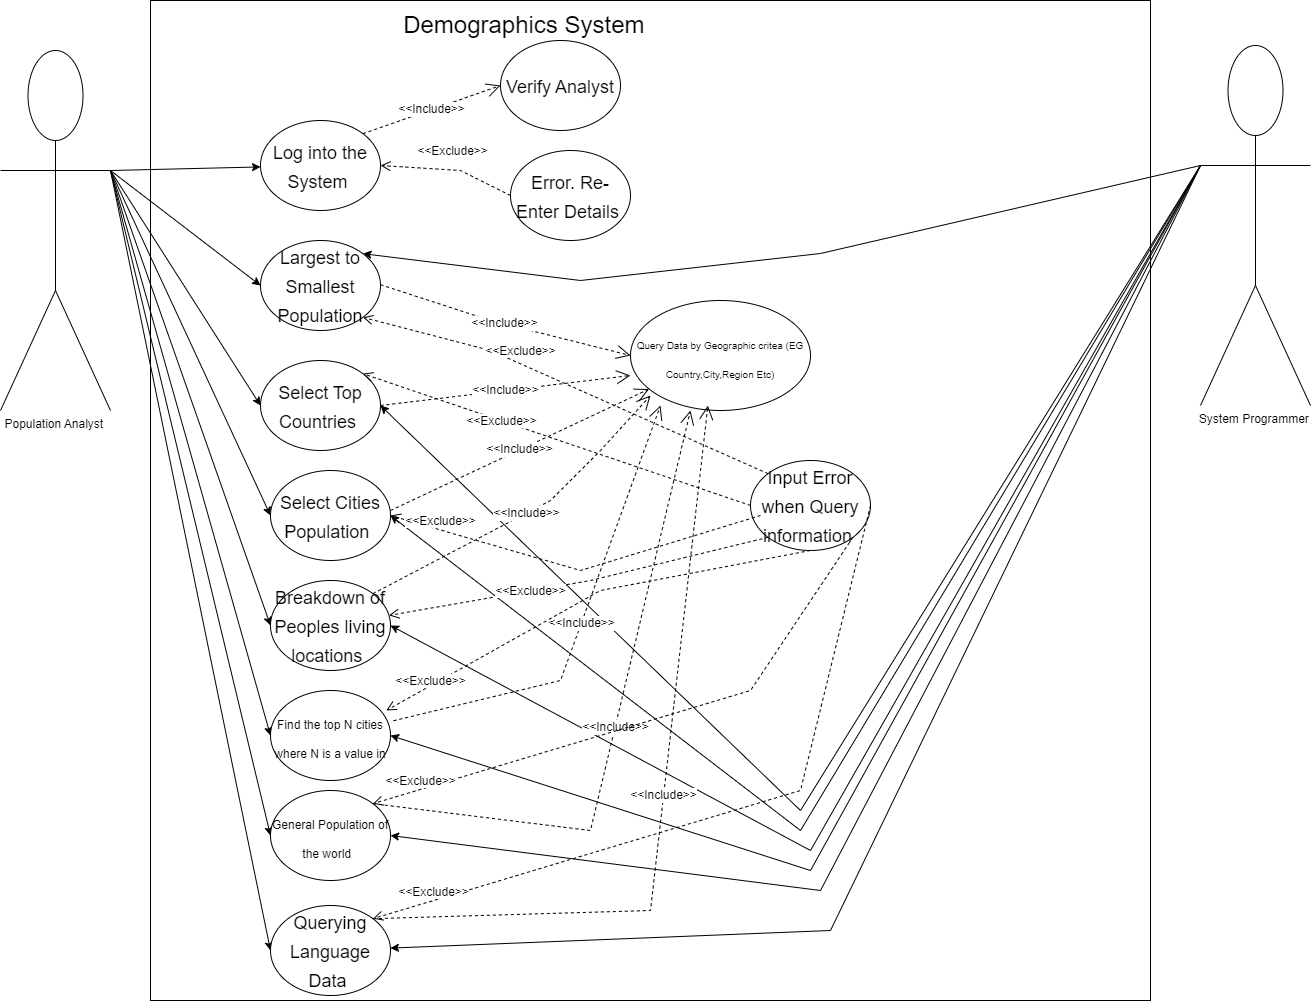 Demographics System
Verify Analyst
<<Include>>
Log into the
System
<<Exclude>>
Error. Re-
Enter Details
Largest to
Smallest
Population
<<Include>>
<<Exclude>>
Query Data by Geographic critea (EG
Country,City,Region Etc)
Select Top
Countries
<<Include>>
<<Exclude>>
Population Analyst
System Programmer
<<Include>>
Input Error
when Query
information
Select Cities
Population
<<Exclude>>
<<Include>>
Breakdown of
Peoples living
locations
<<Exclude>>
<<Include>>
<<Exclude>>
Find the top N cities
where N is a value in
<<Include>>
<<Exclude>>
<<Include>>
General Population of
the world
<<Exclude>>
Querying
Language
Data